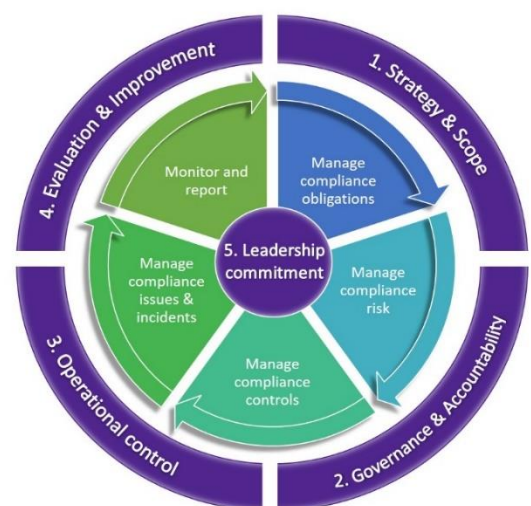 1. Strategy & Scope
2. Governance & Accountability
3. Operational control
4. Evaluation & Improvement
5. Leadership
commitment
Manage
compliance
obligations
Manage
compliance
risk
Manage
compliance
controls
Manage
compliance
issues &
incidents
Monitor and
report